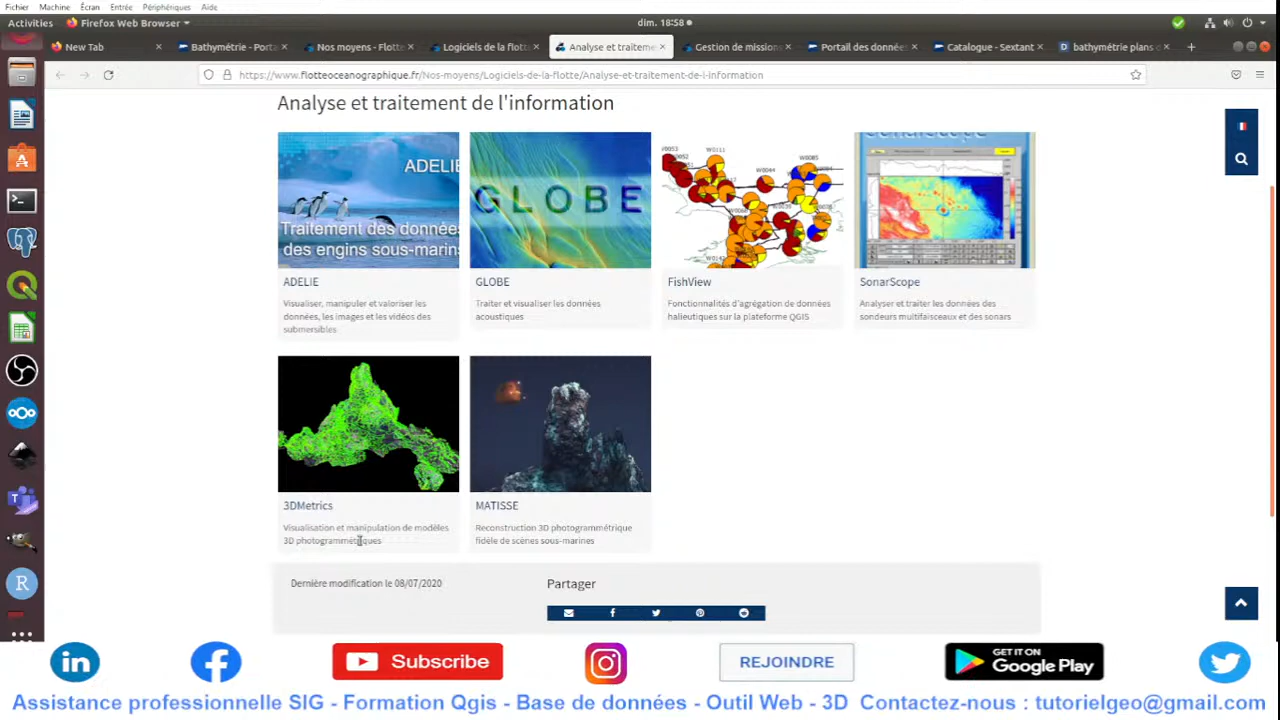 Fichier Machine Écran Entrée Périphériques Aide
Activities Firefox Web Browser dim. 18:58
New Tab Bathymétrie - Porta Nos moyens - Flotte Logiciels de la flotte Analyse et traiteme Gestion de mission Portail des données Catalogue - Sextant bathymétrie plans e
https://www.flotteoceanographique.fr/Nos-moyens/Logiciels-de-la-flotte/Analyse-et-traitement-de-l-information
Analyse et traitement de l'information
ADELIE
Traitement des données
des engins sous-marins
GLOBE
ADELIE
Visualiser, manipuler et valoriser les
données, les images et les vidéos des
submersibles
GLOBE
Traiter et visualiser les données
acoustiques
FishView
Fonctionnalités d'agrégation de données
halieutiques sur la plateforme QGIS
SonarScope
Analyser et traiter les données des
sondeurs multifaisceaux et des sonars
3DMetrics
Visualisation et manipulation de modèles
3D photogrammétriques
MATISSE
Reconstruction 3D photogrammétrique
fidèle de scènes sous-marines
Dernière modification le 08/07/2020
Partager
Subscribe
REJOINDRE
GET IT ON
Google Play
Assistance professionnelle SIG - Formation Qgis - Base de données - Outil Web - 3D Contactez-nous : tutorielgeo@gmail.com